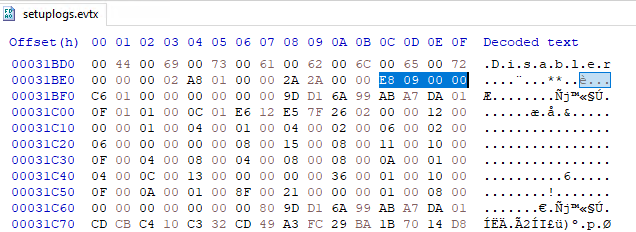 setuplogs.evtx
Offset(h) 00 01 02 03 04 05 06 07 08 09 0A 0B 0C 0D 0E 0F Decoded text
00031BD0 00 44 00 69 00 73 00 61 00 62 00 6C 00 65 00 72 .D.i.s.a.b.l.e.r
00031BE0 00 00 00 02 A8 01 00 00 2A 2A 00 00 E8 09 00 00 ....¨...**..è...
00031BF0 C6 01 00 00 00 00 00 00 9D D1 6A 99 AB A7 DA 01 Æ........Ñj™«§Ú.
00031C00 0F 01 01 00 0C 01 E6 12 E5 7F 26 02 00 00 12 00 ......æ.å.&.....
00031C10 00 00 01 00 04 00 01 00 04 00 02 00 06 00 02 00 ................
00031C20 06 00 00 00 00 00 08 00 15 00 08 00 11 00 10 00 ................
00031C30 0F 00 04 00 08 00 04 00 08 00 08 00 0A 00 01 00 ................
00031C40 04 00 0C 00 13 00 00 00 00 00 36 00 01 00 10 00 ..........6.....
00031C50 0F 00 0A 00 01 00 8F 00 21 00 00 00 01 00 08 00 ........!.......
00031C60 00 00 00 00 00 00 00 80 9D D1 6A 99 AB A7 DA 01 .......€.Ñj™«§Ú.
00031C70 CD CB C4 10 C3 32 CD 49 A3 FC 29 BA 1B 70 14 D8 ÍËÄ.Ã2ÍI£ü)º.p.Ø